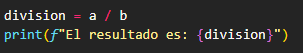 division = a / b
print(f"El resultado es: {division}")